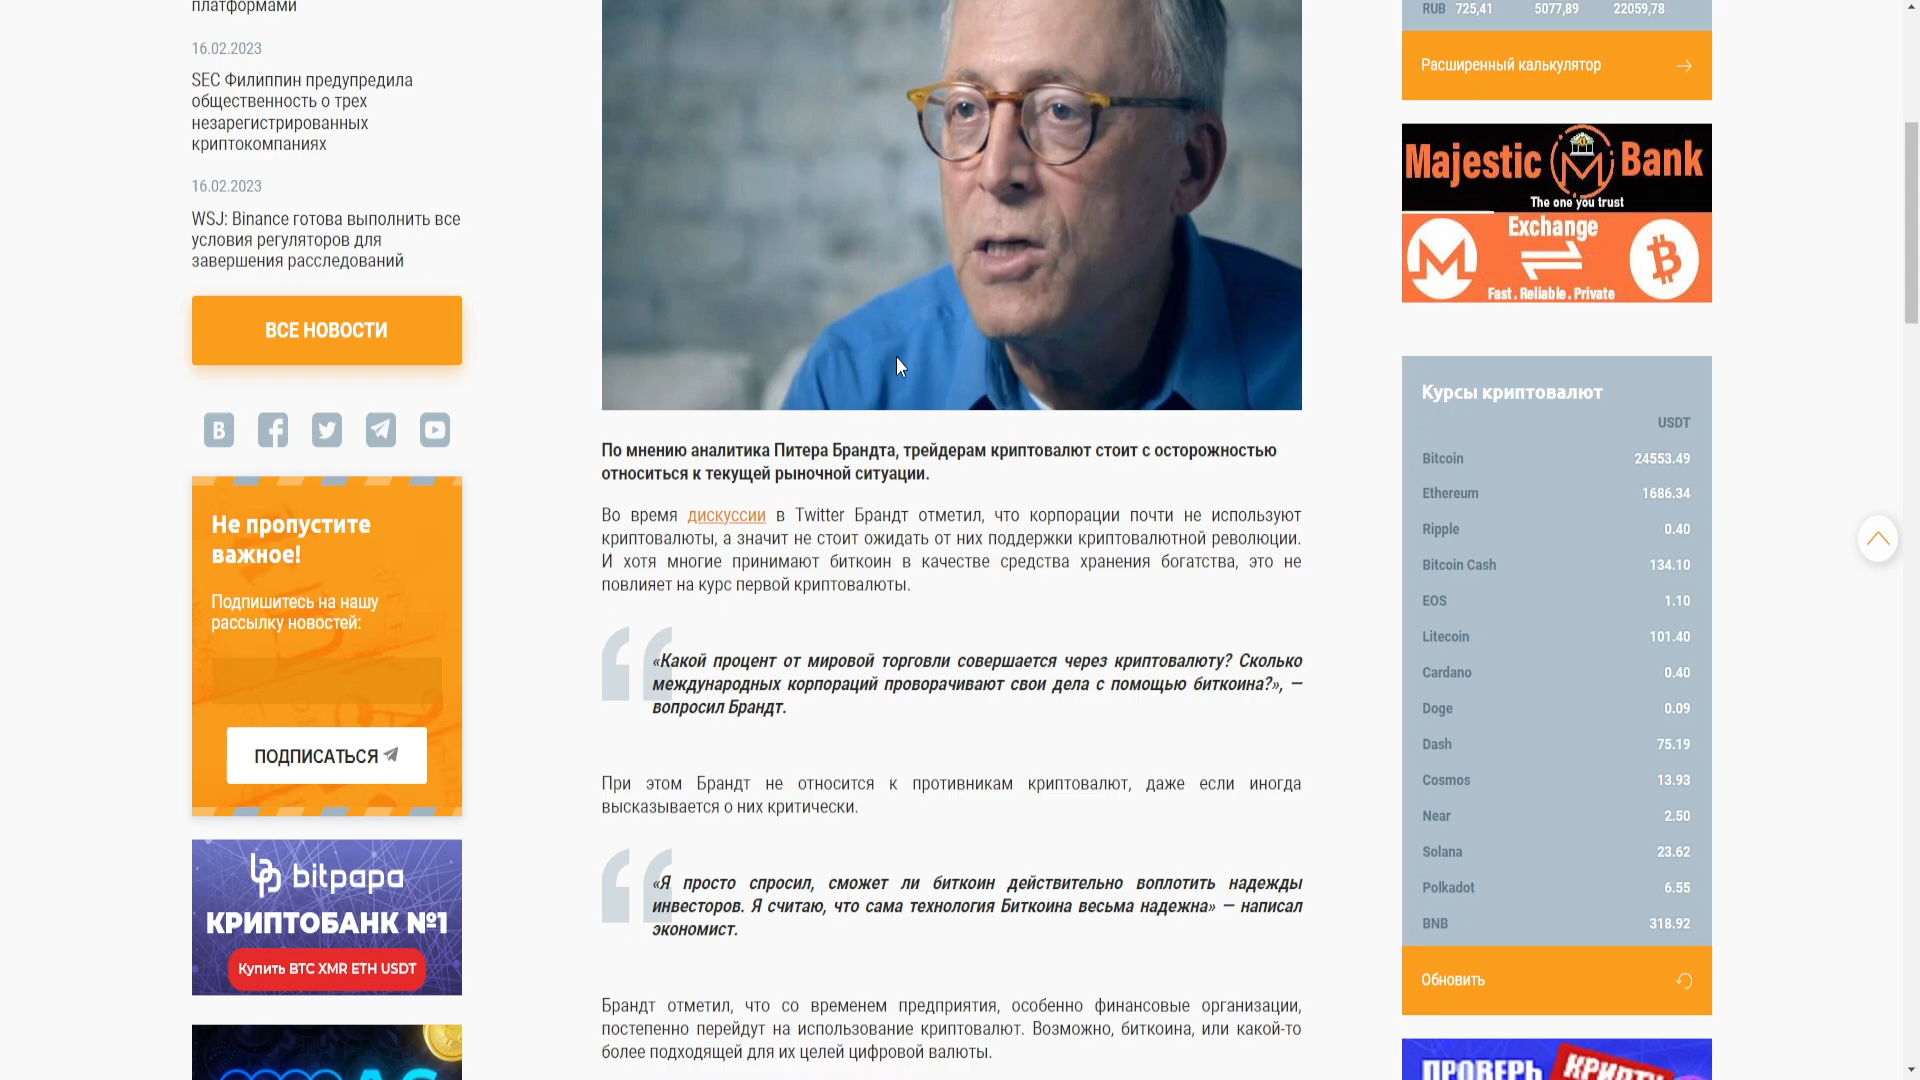 платформами
16.02.2023
SEC Филиппин предупредила
общественность о трех
незарегистрированных
криптокомпаниях
16.02.2023
WSJ: Binance готова выполнить все
условия регуляторов для
завершения расследований
ВСЕ НОВОСТИ
Не пропустите
важное!
Подпишитесь на нашу
рассылку новостей:
ПОДПИСАТЬСЯ
bitpapa
КРИПТОБАНК №1
Купить BTC XMR ETH USDT
По мнению аналитика Питера Брандта, трейдерам криптовалют стоит с осторожностью
относиться к текущей рыночной ситуации.
Во время дискуссии в Twitter Брандт отметил, что корпорации почти не используют
криптовалюты, а значит не стоит ожидать от них поддержки криптовалютной революции.
И хотя многие принимают биткоин в качестве средства хранения богатства, это не
повлияет на курс первой криптовалюты.
«Какой процент от мировой торговли совершается через криптовалюту? Сколько
международных корпораций проворачивают свои дела с помощью биткоина?», —
вопросил Брандт.
При этом Брандт не относится к противникам криптовалют, даже если иногда
высказывается о них критически.
«Я просто спросил, сможет ли биткоин действительно воплотить надежды
инвесторов. Я считаю, что сама технология Биткоина весьма надежна» — написал
экономист.
Брандт отметил, что со временем предприятия, особенно финансовые организации,
постепенно перейдут на использование криптовалют. Возможно, биткоина, или какой-то
более подходящей для их целей цифровой валюты.
RUB 725,41 5077,89 22059,78
Расширенный калькулятор
Majestic Bank
The one you trust
Exchange
Fast . Reliable . Private
Курсы криптовалют
USDT
Bitcoin 24553.49
Ethereum 1686.34
Ripple 0.40
Bitcoin Cash 134.10
EOS 1.10
Litecoin 101.40
Cardano 0.40
Doge 0.09
Dash 75.19
Cosmos 13.93
Near 2.50
Solana 23.62
Polkadot 6.55
BNB 318.92
Обновить
ПРОВЕРЬ
КРИПТУ